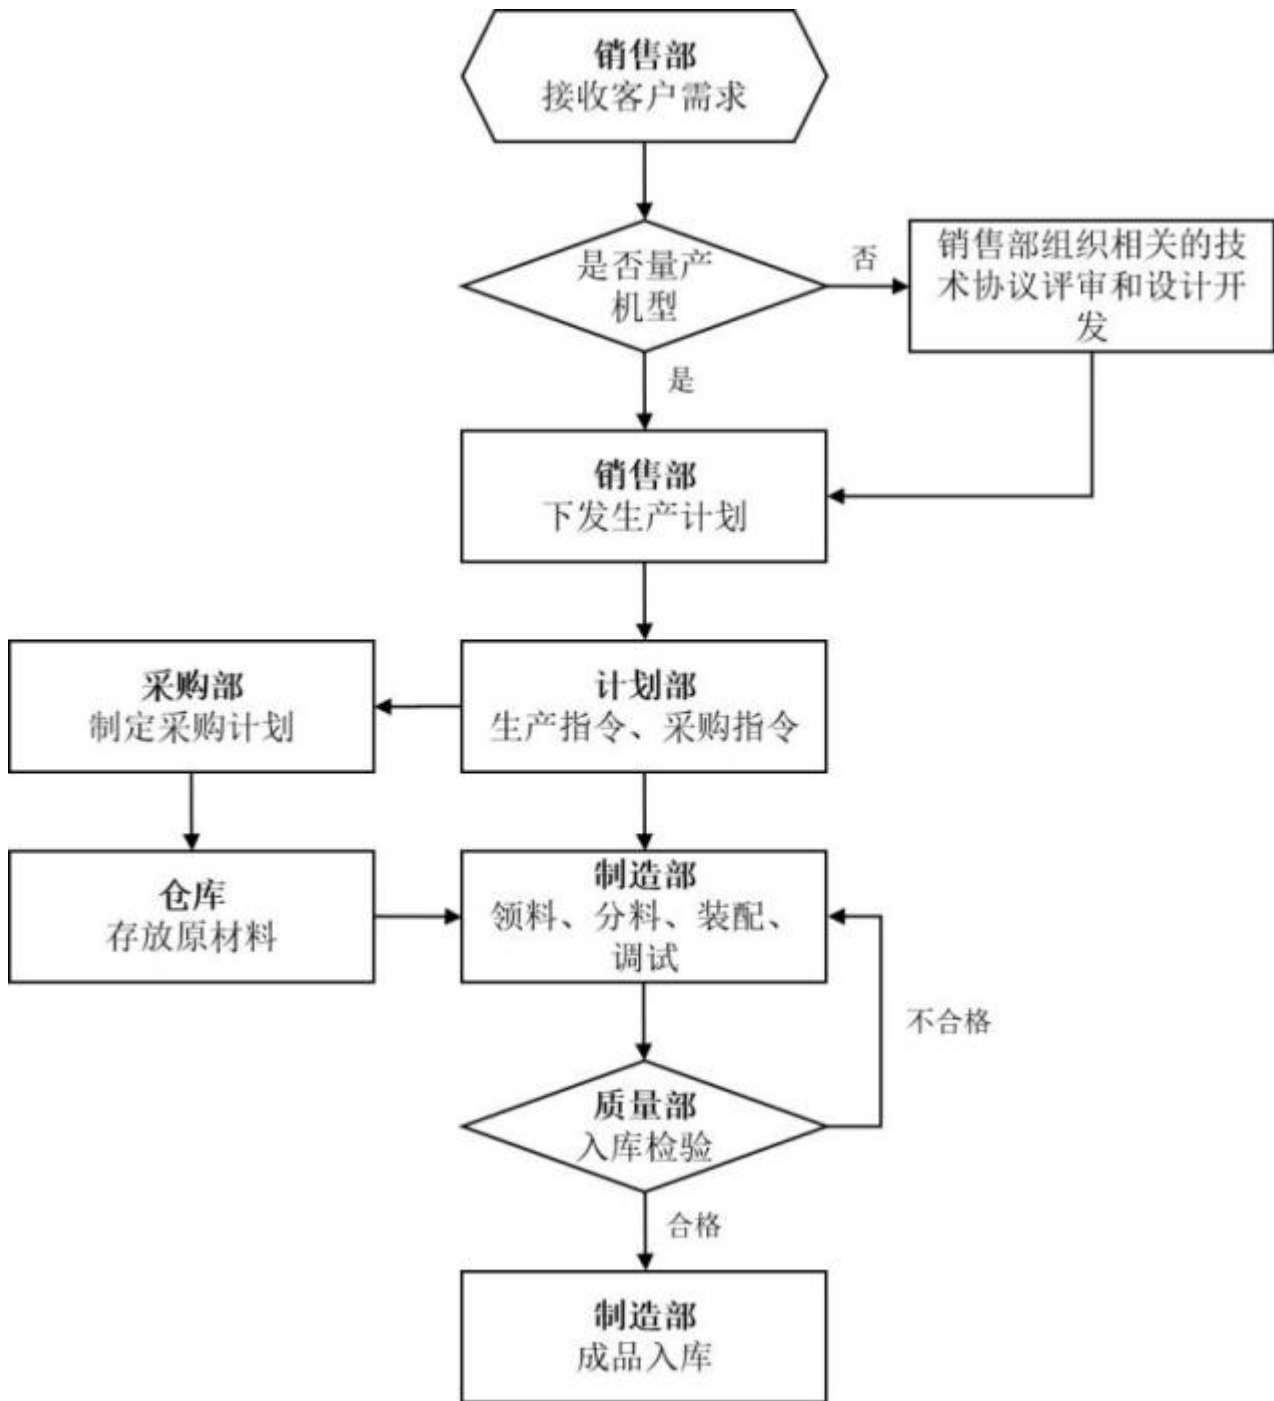 销售部
接收客户需求
是否量产
机型
否
销售部组织相关的技
术协议评审和设计开
发
是
销售部
下发生产计划
采购部
制定采购计划
计划部
生产指令、采购指令
仓库
存放原材料
制造部
领料、分料、装配、
调试
不合格
质量部
入库检验
合格
制造部
成品入库